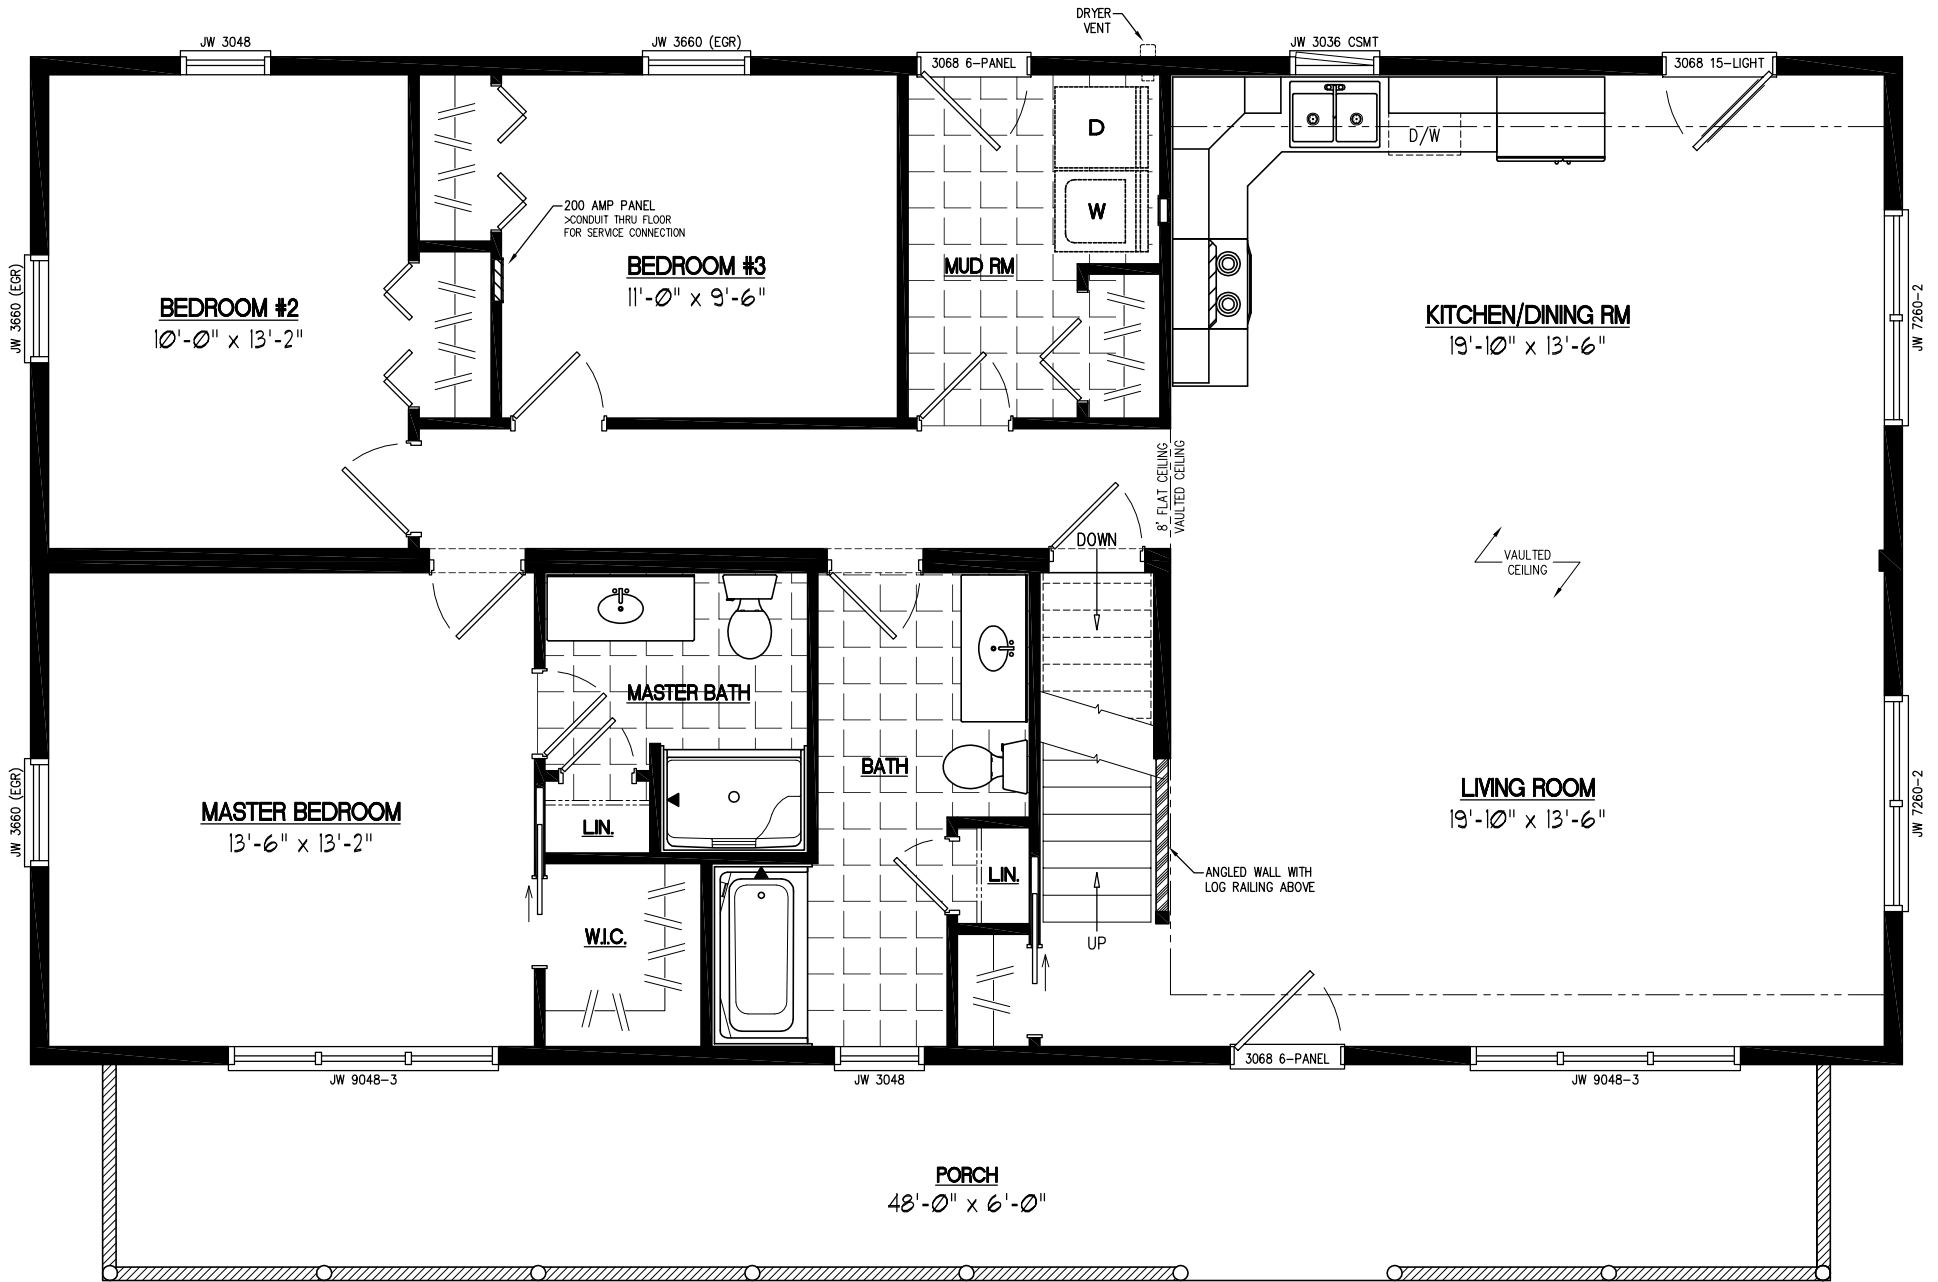 DRYER
VENT
JW 3048
JW 3660 (EGR)
3068 6-PANEL
JW 3036 CSMT
3068 15-LIGHT
D
D/W
200 AMP PANEL
>CONDUIT THRU FLOOR
FOR SERVICE CONNECTION
W
BEDROOM #3
11'-0" x 9'-6"
MUD RM
JW 3660 (EGR)
BEDROOM #2
10'-0" x 13'-2"
KITCHEN/DINING RM
19'-10" x 13'-6"
JW 7260-2
8' FLAT CEILING
VAULTED CEILING
DOWN
VAULTED
CEILING
MASTER BATH
BATH
LIVING ROOM
19'-10" x 13'-6"
JW 7260-2
JW 3660 (EGR)
MASTER BEDROOM
13'-6" x 13'-2"
LIN.
LIN.
ANGLED WALL WITH
LOG RAILING ABOVE
W.I.C.
UP
3068 6-PANEL
JW 9048-3
JW 3048
JW 9048-3
PORCH
48'-0" x 6'-0"